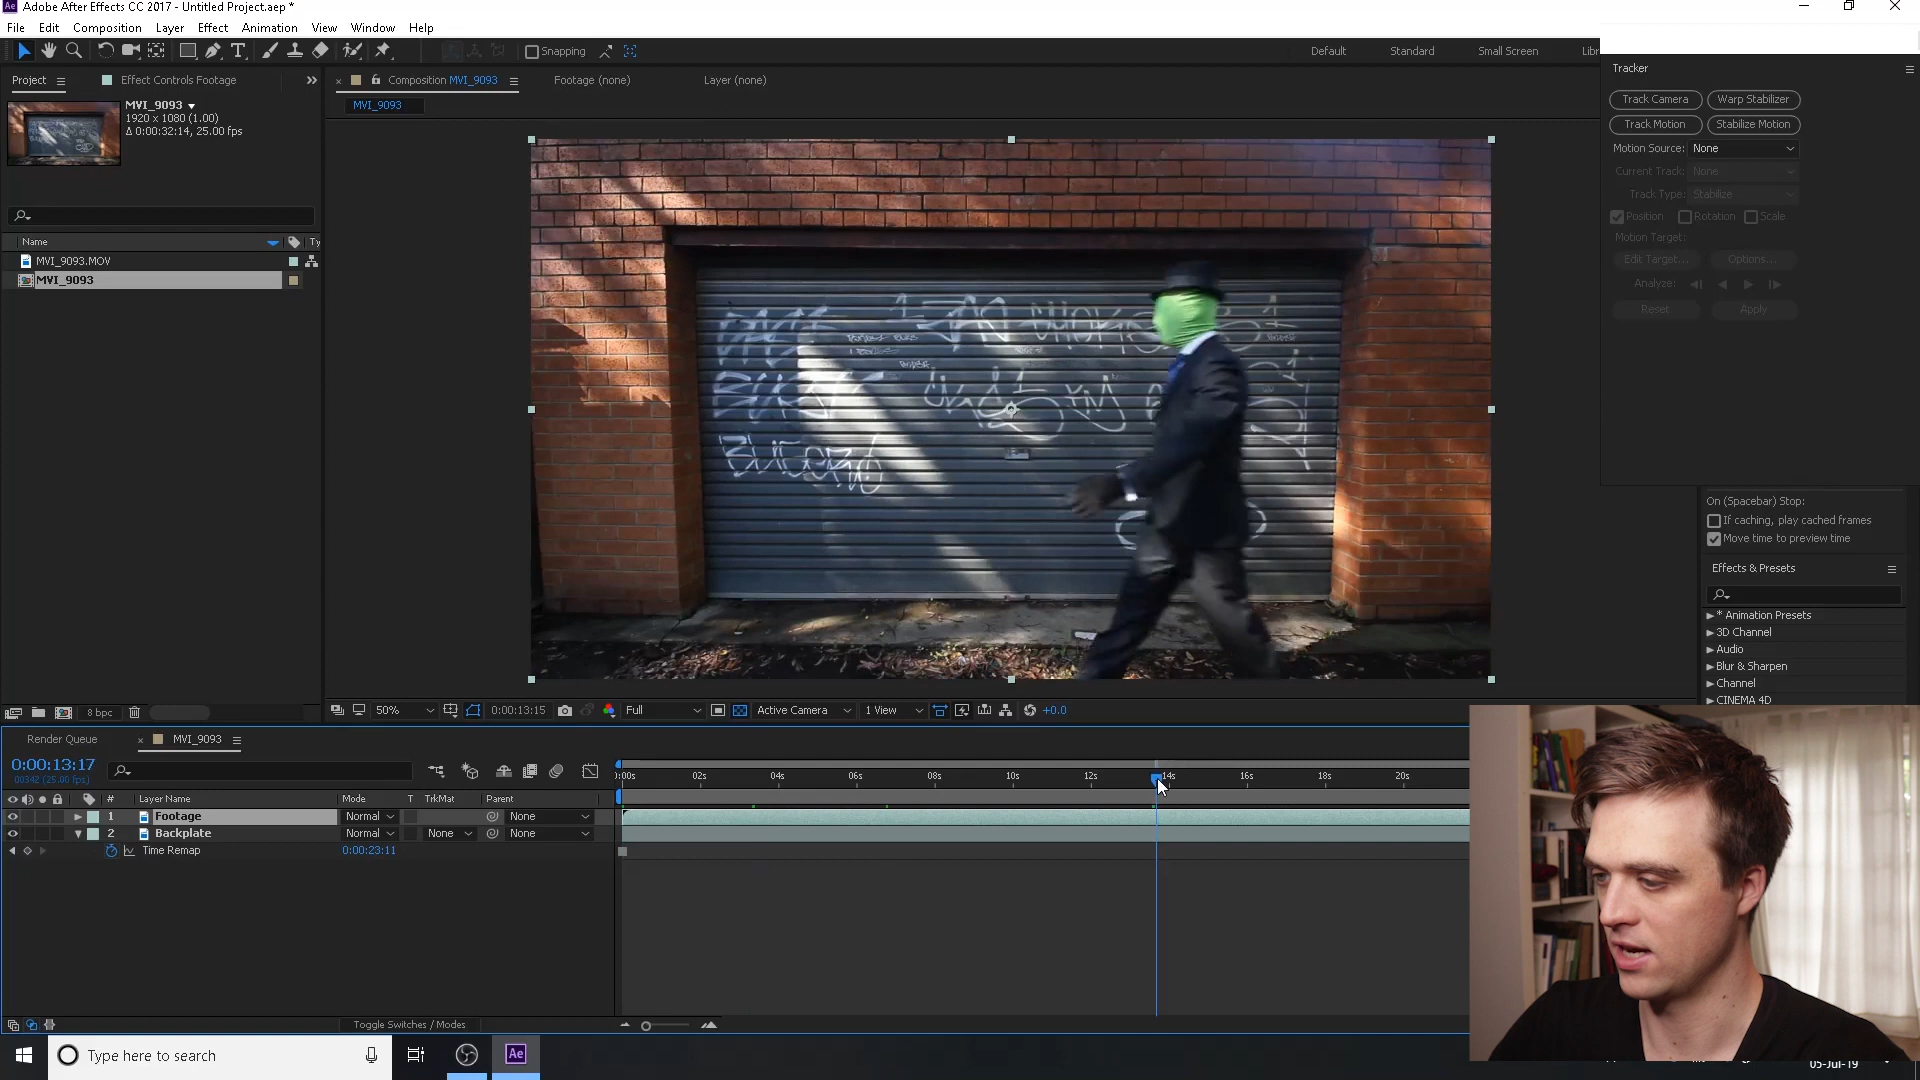 Adobe After Effects CC 2017 - Untitled Project.aep *
File Edit Composition Layer Effect Animation View Window Help
Snapping
Default Standard Small Screen
Project
Effect Controls Footage
Composition MVI_9093
Footage (none)
Layer (none)
MVI_9093
MVI_9093
1920 x 1080 (1.00)
Δ 0:00:32:14, 25.00 fps
Name
MVI_9093.MOV
MVI_9093
8 bpc
50%
0:00:13:15
Full
Active Camera
1 View
+0.0
Tracker
Track Camera Warp Stabilizer
Track Motion Stabilize Motion
Motion Source: None
Current Track: None
Track Type: Stabilize
Position Rotation Scale
Motion Target:
Edit Target... Options...
Analyze:
Reset Apply
On (Spacebar) Stop:
If caching, play cached frames
Move time to preview time
Effects & Presets
* Animation Presets
3D Channel
Audio
Blur & Sharpen
Channel
CINEMA 4D
Render Queue
MVI_9093
0:00:13:17
00342 (25.00 fps)
:00s 02s 04s 06s 08s 10s 12s 14s 16s 18s 20s
# Layer Name Mode T TrkMat Parent
1 Footage Normal None
2 Backplate Normal None None
Time Remap 0:00:23:11
Toggle Switches / Modes
Type here to search
Ae
05-Jul-19